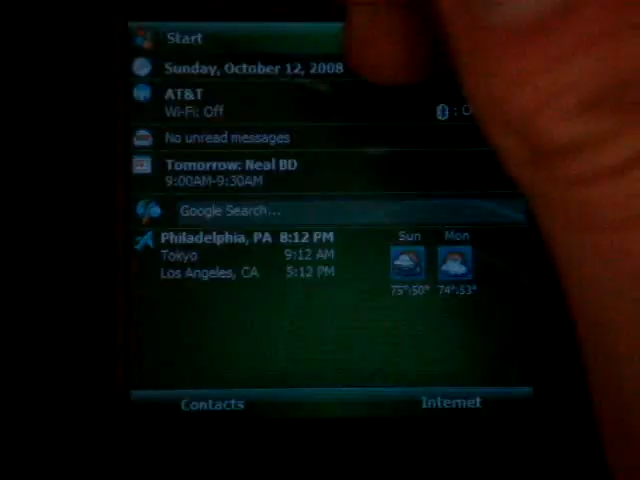 Start
Sunday, October 12, 2008
AT&T
Wi-Fi: Off
No unread messages
Tomorrow: Neal BD
9:00AM-9:30AM
Google Search...
Philadelphia, PA 8:12 PM Sun Mon
Tokyo 9:12 AM
Los Angeles, CA 5:12 PM
75°:50° 74°:53°
Contacts Internet